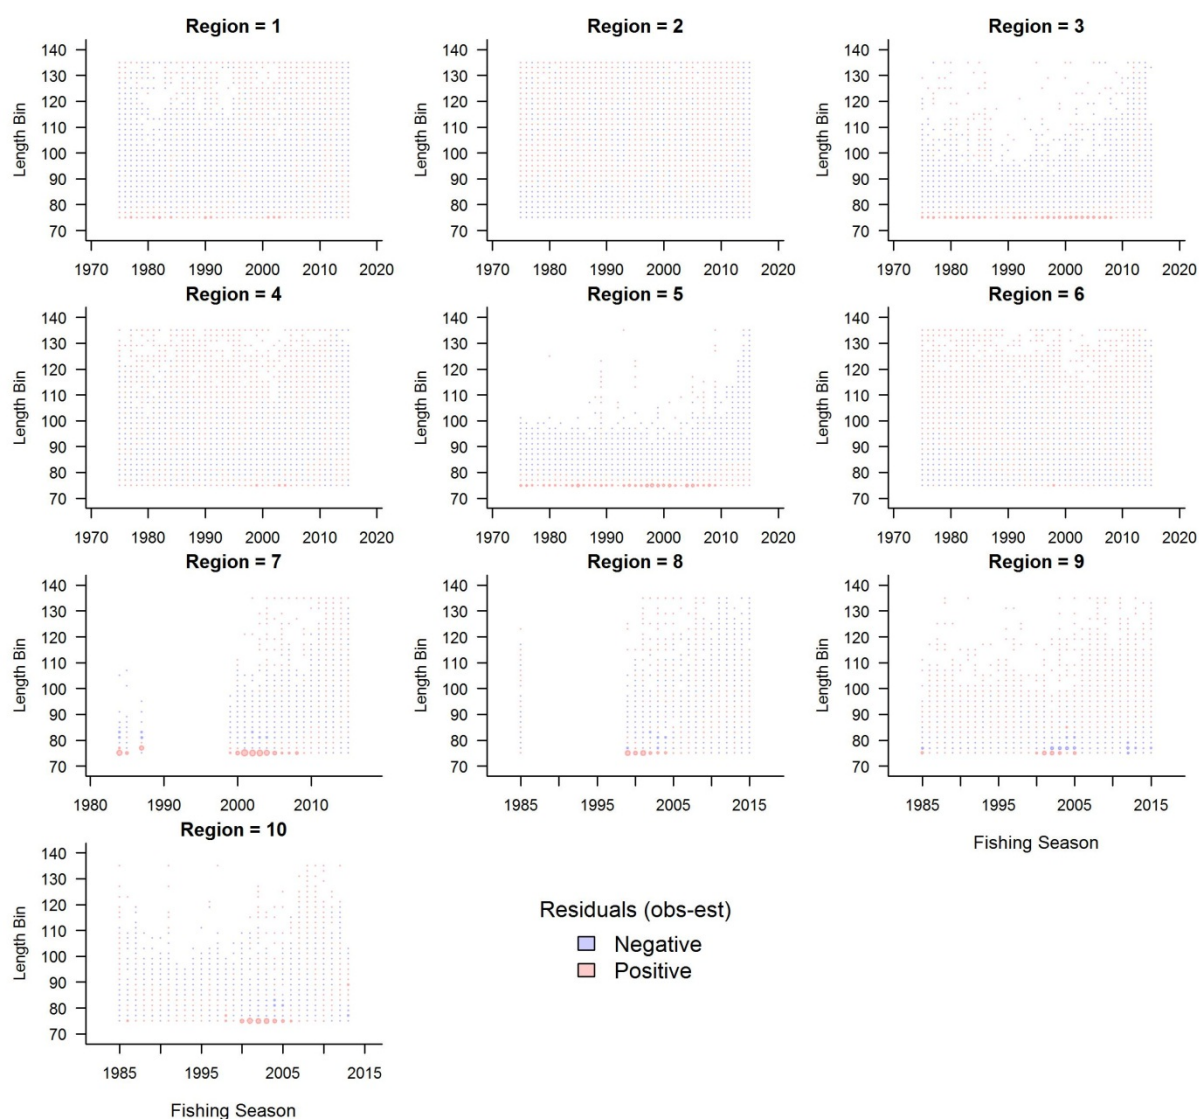 Region = 1
Region = 2
Region = 3
Length Bin
140
130
120
110
100
90
80
70
1970 1980 1990 2000 2010 2020
Length Bin
140
130
120
110
100
90
80
70
1970 1980 1990 2000 2010 2020
Length Bin
140
130
120
110
100
90
80
70
1970 1980 1990 2000 2010 2020
Region = 4
Region = 5
Region = 6
Length Bin
140
130
120
110
100
90
80
70
1970 1980 1990 2000 2010 2020
Length Bin
140
130
120
110
100
90
80
70
1970 1980 1990 2000 2010 2020
Length Bin
140
130
120
110
100
90
80
70
1970 1980 1990 2000 2010 2020
Region = 7
Region = 8
Region = 9
Length Bin
140
130
120
110
100
90
80
70
1980 1990 2000 2010
Length Bin
140
130
120
110
100
90
80
70
1985 1995 2005 2015
Length Bin
140
130
120
110
100
90
80
70
1985 1995 2005 2015
Fishing Season
Region = 10
Length Bin
140
130
120
110
100
90
80
70
1985 1995 2005 2015
Fishing Season
Residuals (obs-est)
Negative
Positive